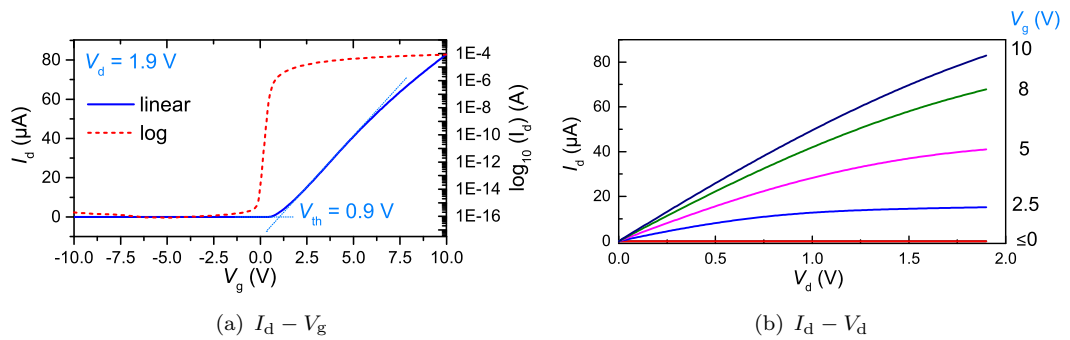 V_d = 1.9 V
linear
log
V_th = 0.9 V
I_d (µA)
80
60
40
20
0
1E-4
1E-6
1E-8
1E-10
1E-12
1E-14
1E-16
log_10 (I_d) (A)
-10.0 -7.5 -5.0 -2.5 0.0 2.5 5.0 7.5 10.0
V_g (V)
(a) I_d − V_g
V_g (V)
10
8
5
2.5
≤0
I_d (µA)
80
60
40
20
0
0.0 0.5 1.0 1.5 2.0
V_d (V)
(b) I_d − V_d